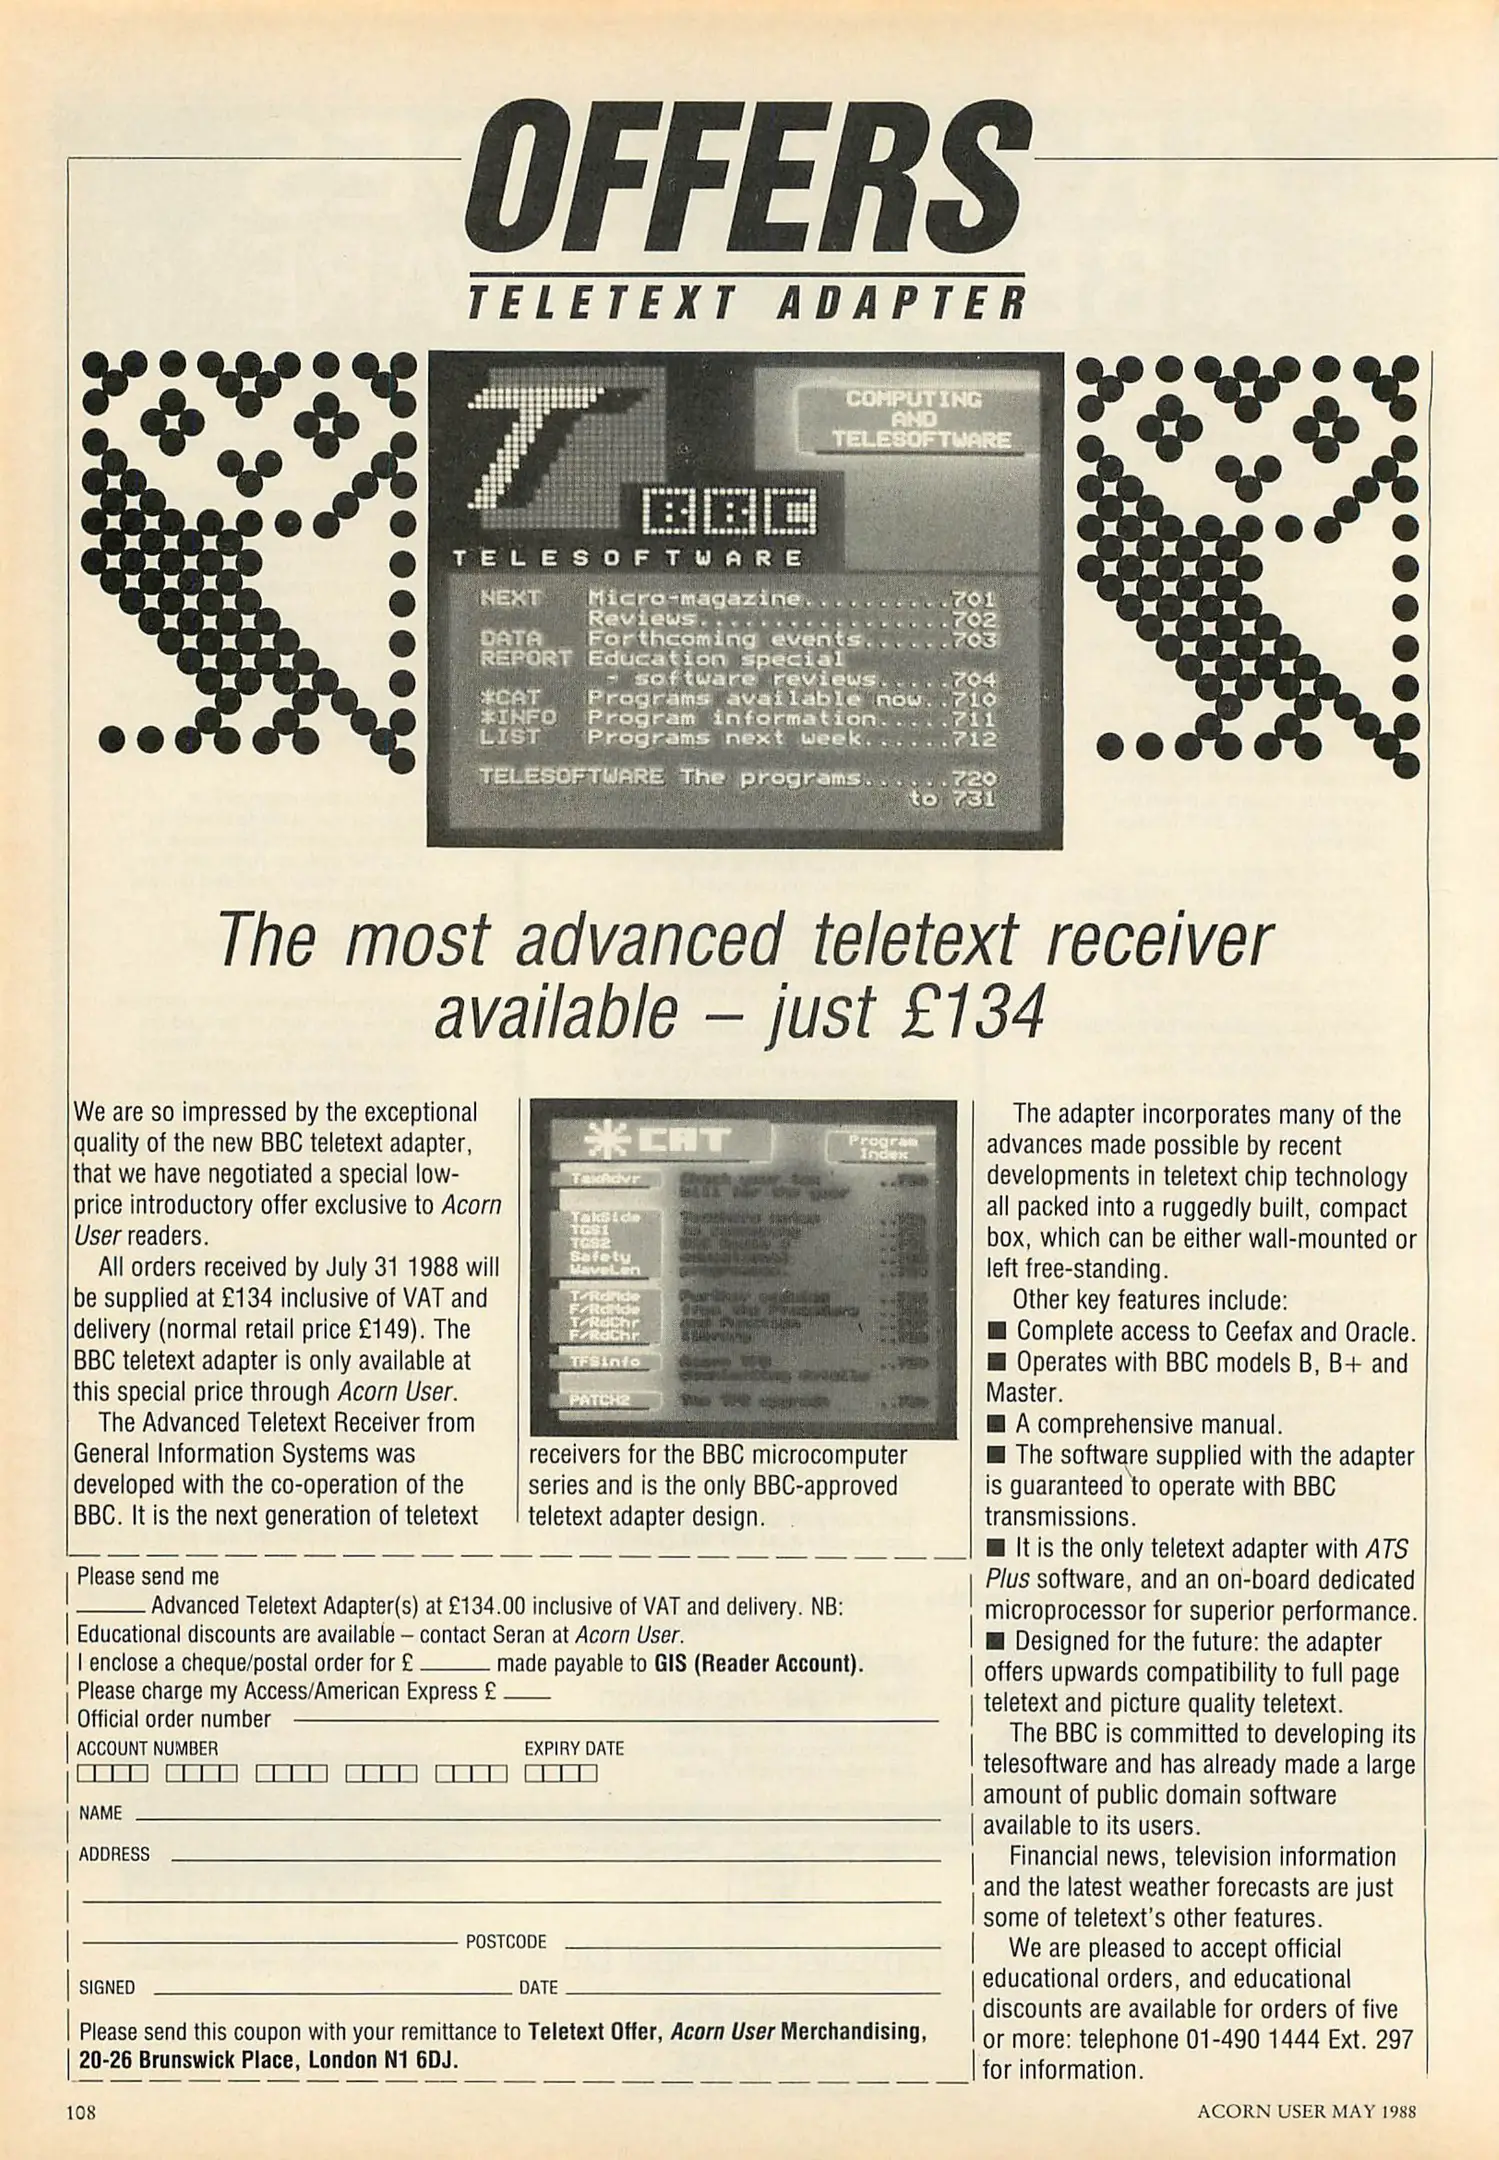 OFFERS
TELETEXT ADAPTER
COMPUTING
AND
TELESOFTWARE
T
BBC
TELESOFTWARE
NEXT Micro-magazine..........701
Reviews.................702
DATA Forthcoming events......703
REPORT Education special
- software reviews.....704
*CAT Programs available now..710
*INFO Program information.....711
LIST Programs next week......712
TELESOFTWARE The programs......720
to 731
The most advanced teletext receiver
available – just £134
We are so impressed by the exceptional
quality of the new BBC teletext adapter,
that we have negotiated a special low-
price introductory offer exclusive to Acorn
User readers.
All orders received by July 31 1988 will
be supplied at £134 inclusive of VAT and
delivery (normal retail price £149). The
BBC teletext adapter is only available at
this special price through Acorn User.
The Advanced Teletext Receiver from
General Information Systems was
developed with the co-operation of the
BBC. It is the next generation of teletext
*CAT
Program
Index
TaxAdvr
TakSide
TGS1
TGS2
Safety
WaveLen
T/RdMde
F/RdMde
T/RdChr
F/RdChr
TFSinfo
PATCH2
receivers for the BBC microcomputer
series and is the only BBC-approved
teletext adapter design.
The adapter incorporates many of the
advances made possible by recent
developments in teletext chip technology
all packed into a ruggedly built, compact
box, which can be either wall-mounted or
left free-standing.
Other key features include:
■ Complete access to Ceefax and Oracle.
■ Operates with BBC models B, B+ and
Master.
■ A comprehensive manual.
■ The software supplied with the adapter
is guaranteed to operate with BBC
transmissions.
■ It is the only teletext adapter with ATS
Plus software, and an on-board dedicated
microprocessor for superior performance.
■ Designed for the future: the adapter
offers upwards compatibility to full page
teletext and picture quality teletext.
The BBC is committed to developing its
telesoftware and has already made a large
amount of public domain software
available to its users.
Financial news, television information
and the latest weather forecasts are just
some of teletext's other features.
We are pleased to accept official
educational orders, and educational
discounts are available for orders of five
or more: telephone 01-490 1444 Ext. 297
for information.
Please send me
Advanced Teletext Adapter(s) at £134.00 inclusive of VAT and delivery. NB:
Educational discounts are available – contact Seran at Acorn User.
I enclose a cheque/postal order for £ made payable to GIS (Reader Account).
Please charge my Access/American Express £
Official order number
ACCOUNT NUMBER EXPIRY DATE
NAME
ADDRESS
POSTCODE
SIGNED DATE
Please send this coupon with your remittance to Teletext Offer, Acorn User Merchandising,
20-26 Brunswick Place, London N1 6DJ.
108
ACORN USER MAY 1988